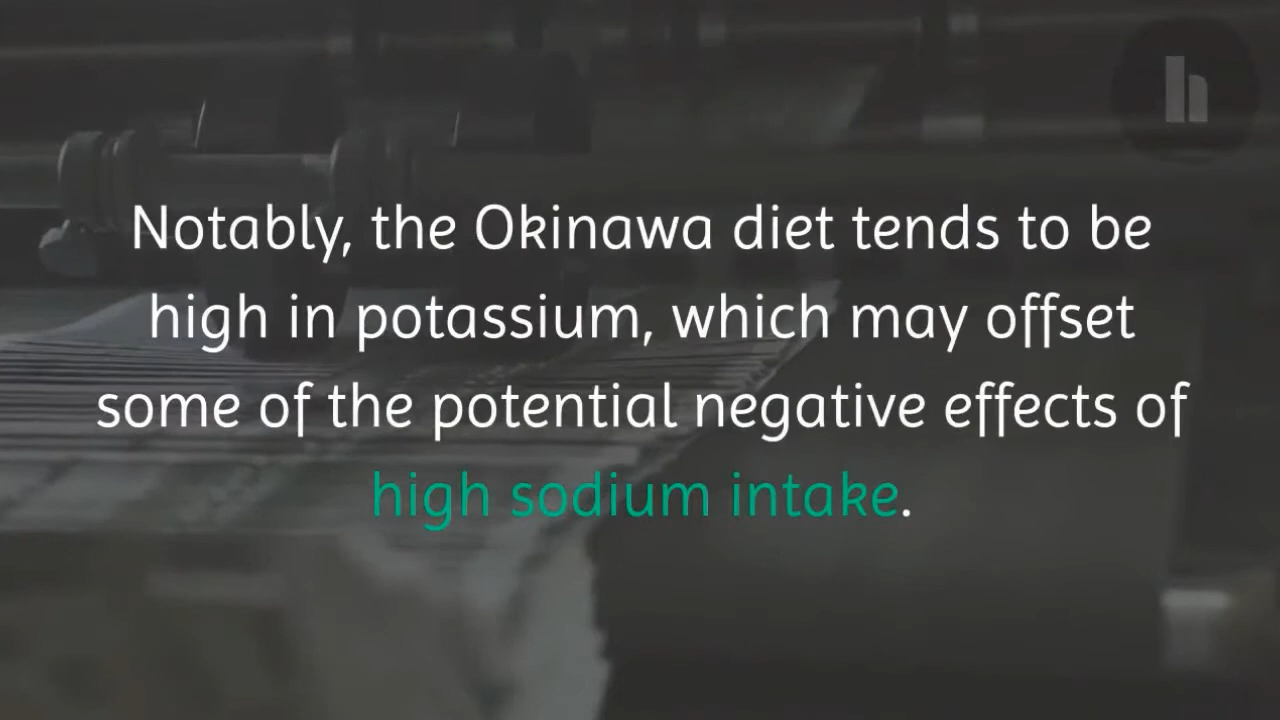 Notably, the Okinawa diet tends to be
high in potassium, which may offset
some of the potential negative effects of
high sodium intake.